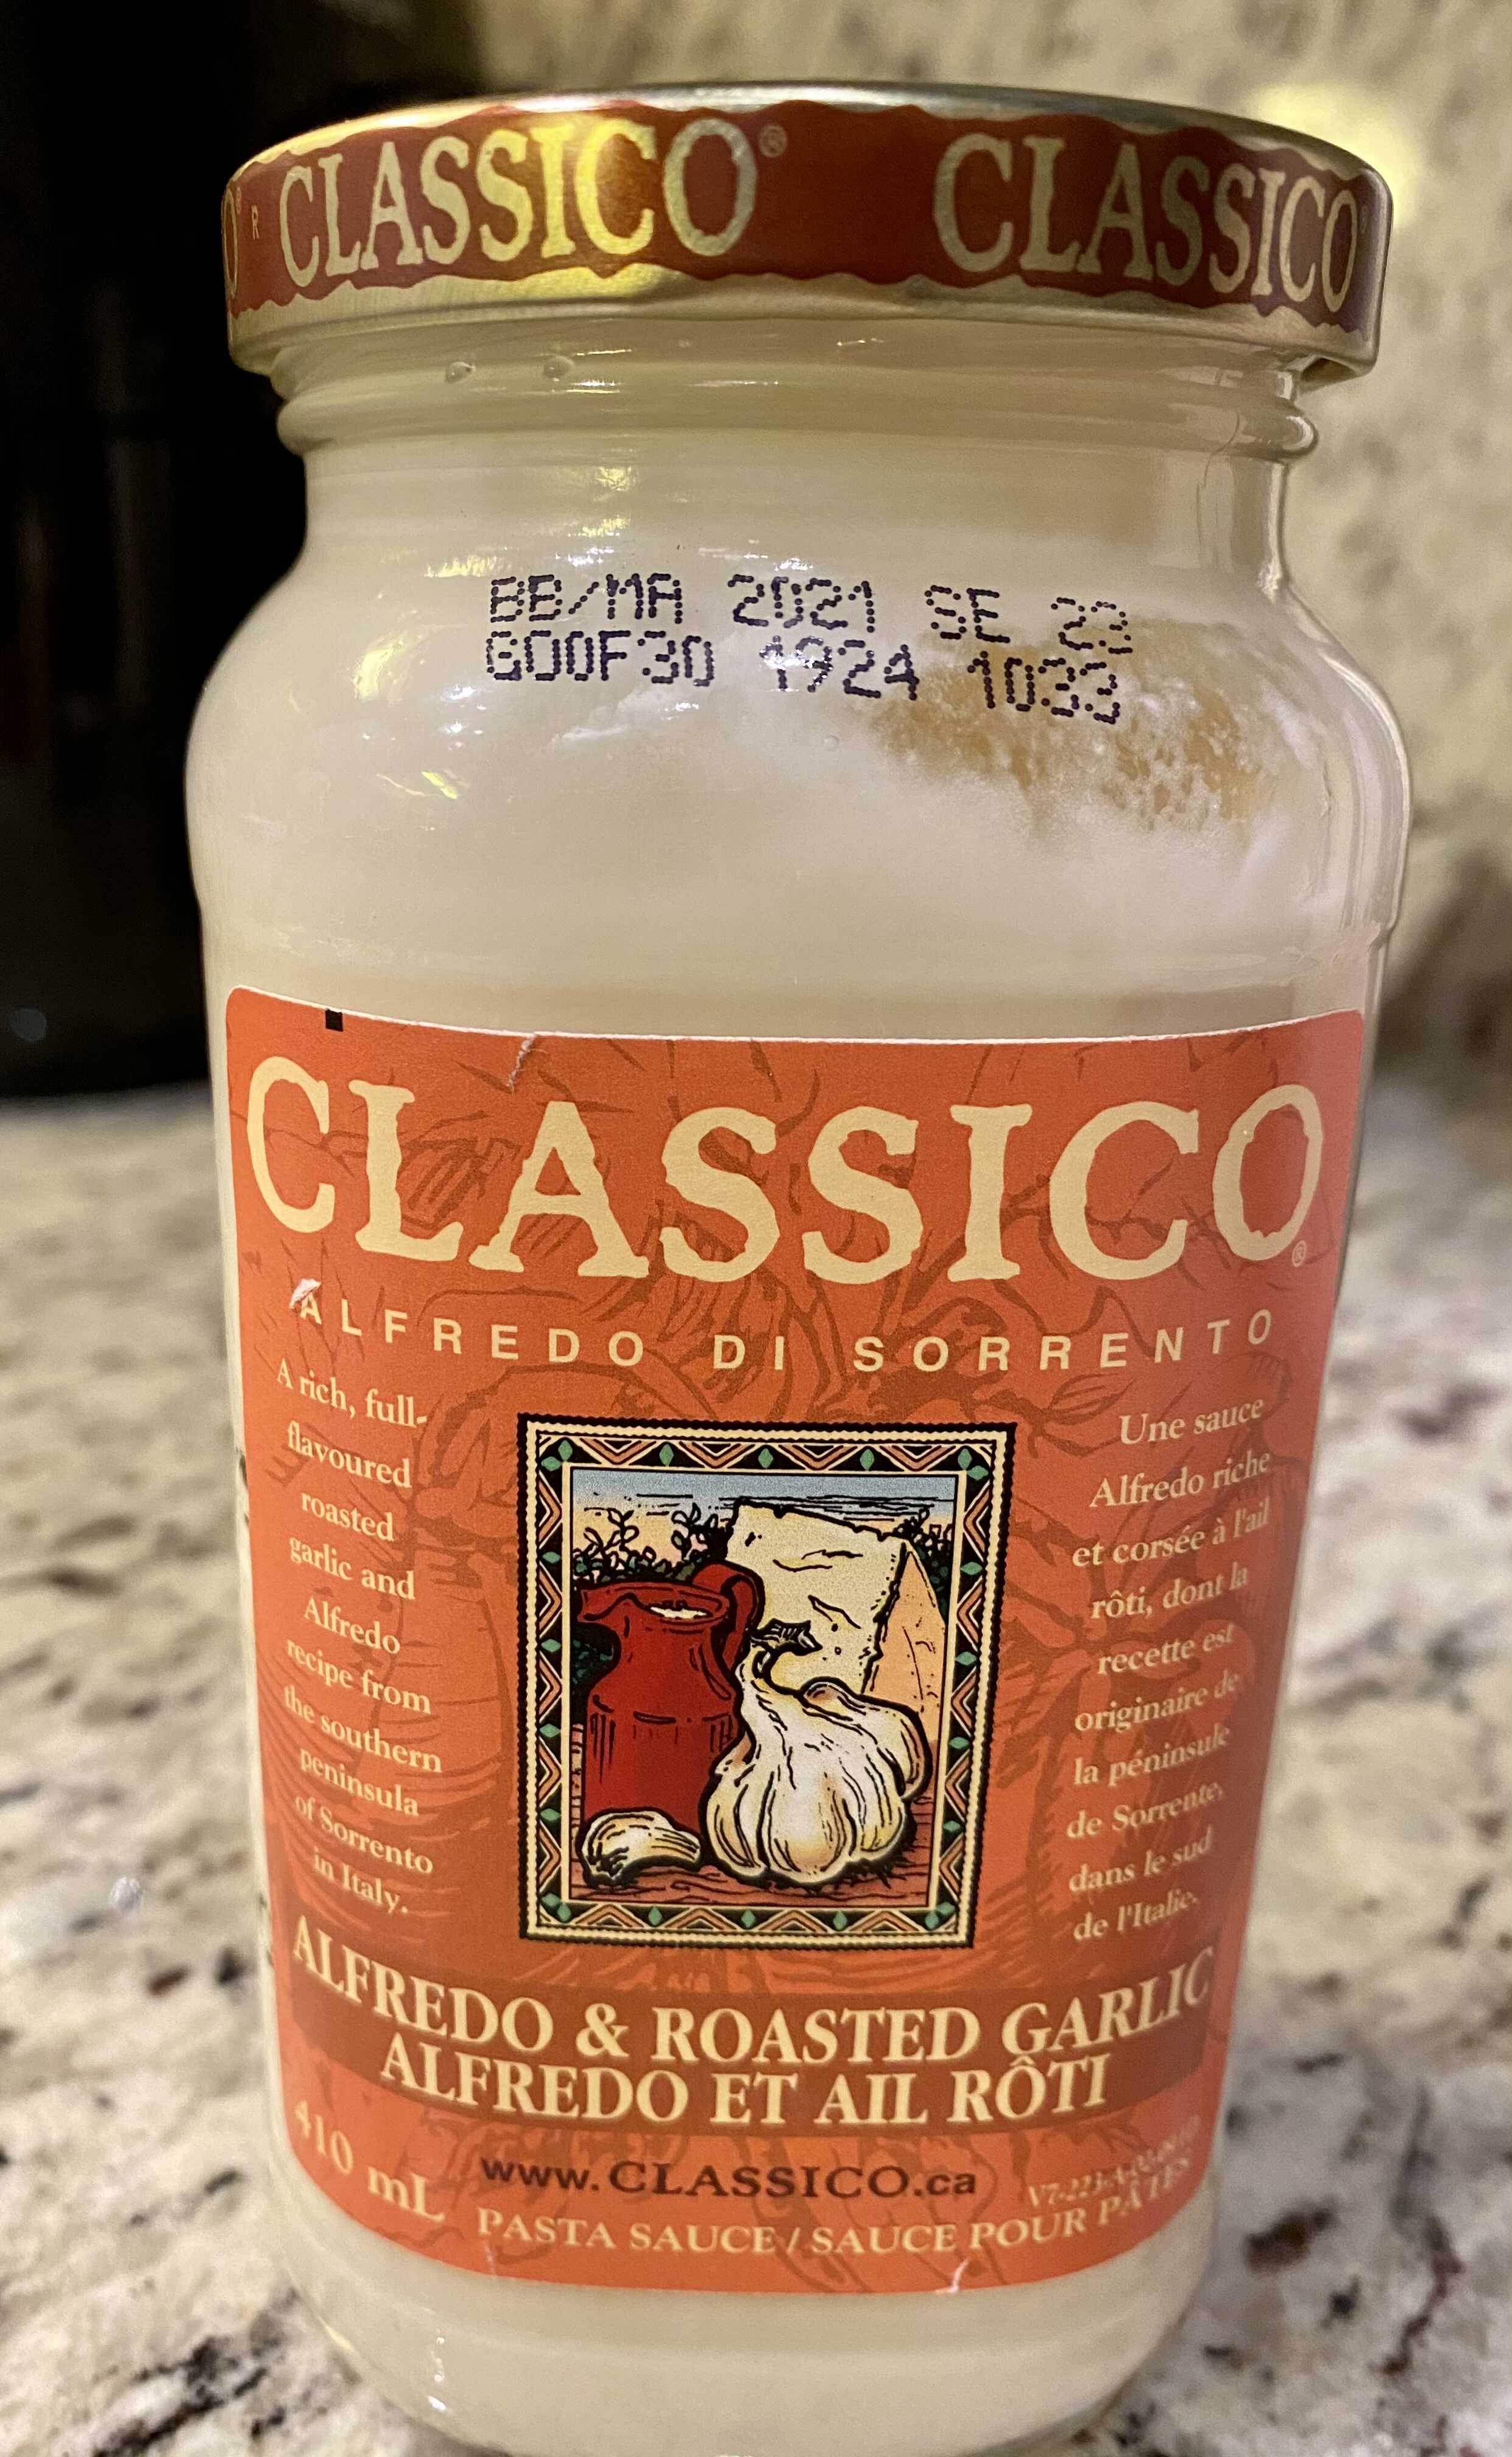 CLASSICO® CLASSICO
BB/MA 2021 SE 22
GO0F30 1924 1033
CLASSICO®
ALFREDO DI SORRENTO
A rich, full-
flavoured
roasted
garlic and
Alfredo
recipe from
the southern
peninsula
of Sorrento
in Italy.
Une sauce
Alfredo riche
et corsée à l'ail
rôti, dont la
recette est
originaire de
la péninsule
de Sorrente,
dans le sud
de l'Italie.
ALFREDO & ROASTED GARLIC
ALFREDO ET AIL RÔTI
410 mL
www.CLASSICO.ca
PASTA SAUCE / SAUCE POUR PÂTES